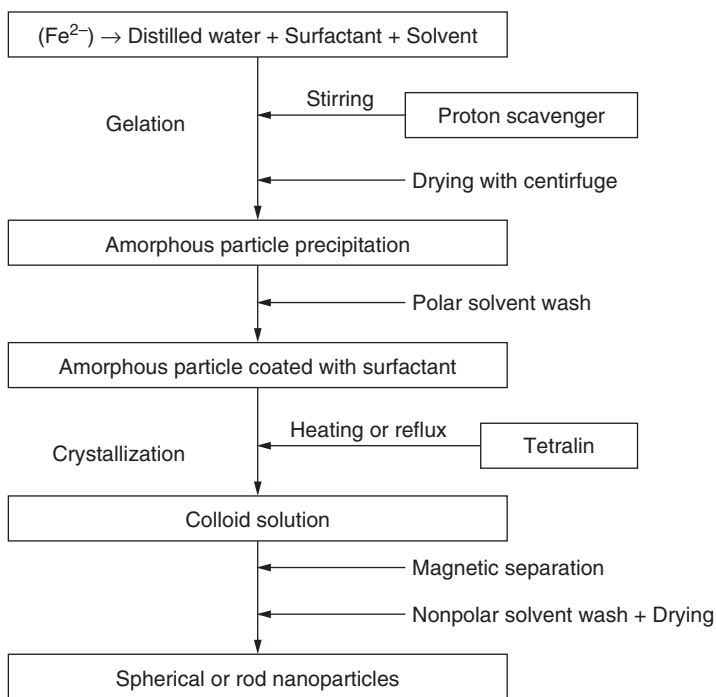 (Fe²⁻) → Distilled water + Surfactant + Solvent
Stirring
Proton scavenger
Gelation
Drying with centirfuge
Amorphous particle precipitation
Polar solvent wash
Amorphous particle coated with surfactant
Heating or reflux
Tetralin
Crystallization
Colloid solution
Magnetic separation
Nonpolar solvent wash + Drying
Spherical or rod nanoparticles